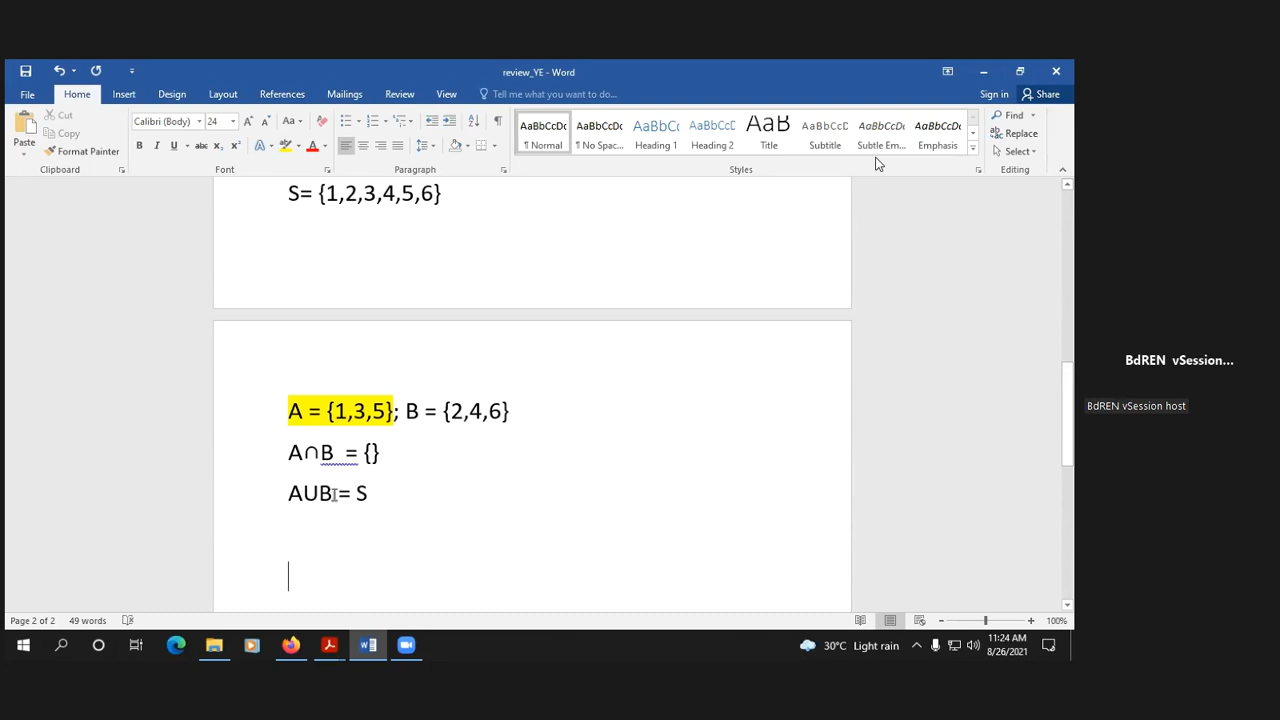 review_YE - Word
File Home Insert Design Layout References Mailings Review View Tell me what you want to do... Sign in Share
Paste
Cut
Copy
Format Painter
Clipboard
Calibri (Body) 24
Font
Paragraph
AaBbCcDc AaBbCcDc AaBbCc AaBbCcD AaB AaBbCcD AaBbCcDc AaBbCcDc
¶ Normal ¶ No Spac... Heading 1 Heading 2 Title Subtitle Subtle Em... Emphasis
Styles
Find
Replace
Select
Editing
S= {1,2,3,4,5,6}
A = {1,3,5}; B = {2,4,6}
A∩B = {}
AUB = S
BdREN vSession...
BdREN vSession host
Page 2 of 2 49 words
100%
30°C Light rain
11:24 AM
8/26/2021